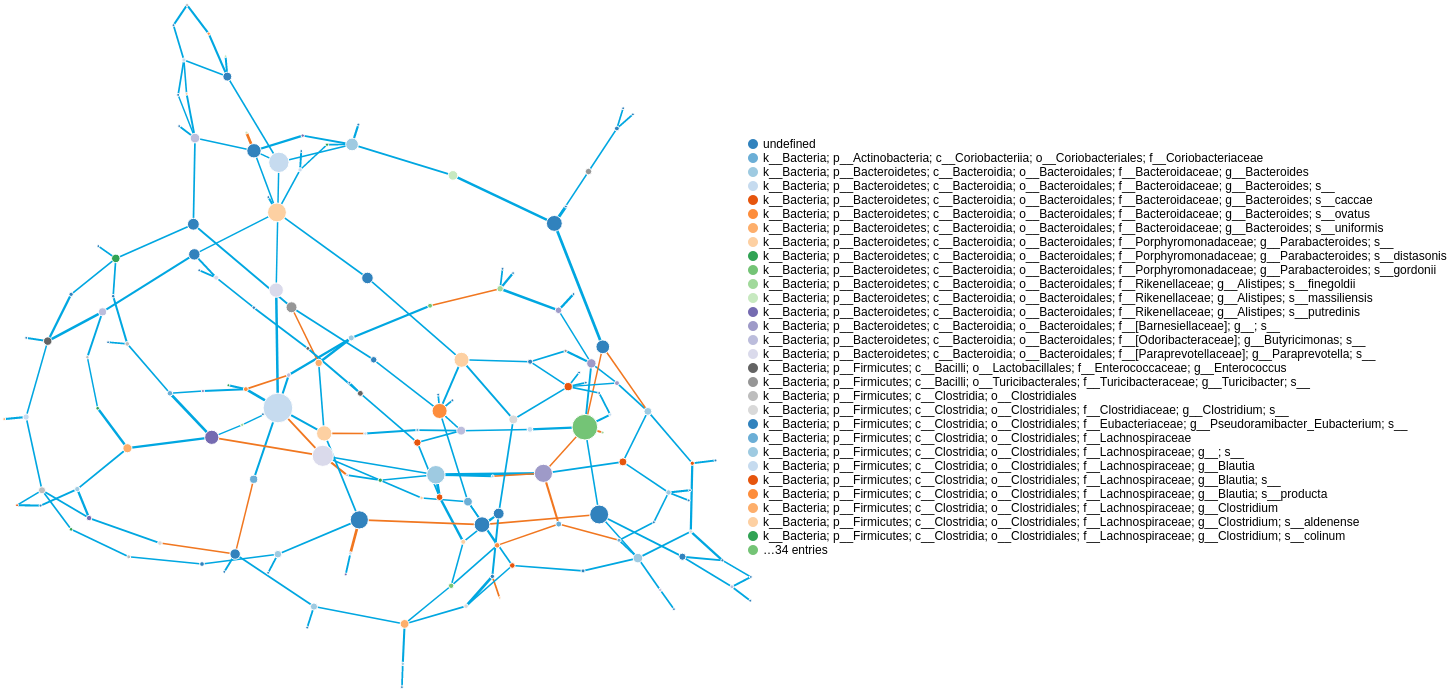 undefined
k__Bacteria; p__Actinobacteria; c__Coriobacteriia; o__Coriobacteriales; f__Coriobacteriaceae
k__Bacteria; p__Bacteroidetes; c__Bacteroidia; o__Bacteroidales; f__Bacteroidaceae; g__Bacteroides
k__Bacteria; p__Bacteroidetes; c__Bacteroidia; o__Bacteroidales; f__Bacteroidaceae; g__Bacteroides; s__
k__Bacteria; p__Bacteroidetes; c__Bacteroidia; o__Bacteroidales; f__Bacteroidaceae; g__Bacteroides; s__caccae
k__Bacteria; p__Bacteroidetes; c__Bacteroidia; o__Bacteroidales; f__Bacteroidaceae; g__Bacteroides; s__ovatus
k__Bacteria; p__Bacteroidetes; c__Bacteroidia; o__Bacteroidales; f__Bacteroidaceae; g__Bacteroides; s__uniformis
k__Bacteria; p__Bacteroidetes; c__Bacteroidia; o__Bacteroidales; f__Porphyromonadaceae; g__Parabacteroides; s__
k__Bacteria; p__Bacteroidetes; c__Bacteroidia; o__Bacteroidales; f__Porphyromonadaceae; g__Parabacteroides; s__distasonis
k__Bacteria; p__Bacteroidetes; c__Bacteroidia; o__Bacteroidales; f__Porphyromonadaceae; g__Parabacteroides; s__gordonii
k__Bacteria; p__Bacteroidetes; c__Bacteroidia; o__Bacteroidales; f__Rikenellaceae; g__Alistipes; s__finegoldii
k__Bacteria; p__Bacteroidetes; c__Bacteroidia; o__Bacteroidales; f__Rikenellaceae; g__Alistipes; s__massiliensis
k__Bacteria; p__Bacteroidetes; c__Bacteroidia; o__Bacteroidales; f__Rikenellaceae; g__Alistipes; s__putredinis
k__Bacteria; p__Bacteroidetes; c__Bacteroidia; o__Bacteroidales; f__[Barnesiellaceae]; g__; s__
k__Bacteria; p__Bacteroidetes; c__Bacteroidia; o__Bacteroidales; f__[Odoribacteraceae]; g__Butyricimonas; s__
k__Bacteria; p__Bacteroidetes; c__Bacteroidia; o__Bacteroidales; f__[Paraprevotellaceae]; g__Paraprevotella; s__
k__Bacteria; p__Firmicutes; c__Bacilli; o__Lactobacillales; f__Enterococcaceae; g__Enterococcus
k__Bacteria; p__Firmicutes; c__Bacilli; o__Turicibacterales; f__Turicibacteraceae; g__Turicibacter; s__
k__Bacteria; p__Firmicutes; c__Clostridia; o__Clostridiales
k__Bacteria; p__Firmicutes; c__Clostridia; o__Clostridiales; f__Clostridiaceae; g__Clostridium; s__
k__Bacteria; p__Firmicutes; c__Clostridia; o__Clostridiales; f__Eubacteriaceae; g__Pseudoramibacter_Eubacterium; s__
k__Bacteria; p__Firmicutes; c__Clostridia; o__Clostridiales; f__Lachnospiraceae
k__Bacteria; p__Firmicutes; c__Clostridia; o__Clostridiales; f__Lachnospiraceae; g__; s__
k__Bacteria; p__Firmicutes; c__Clostridia; o__Clostridiales; f__Lachnospiraceae; g__Blautia
k__Bacteria; p__Firmicutes; c__Clostridia; o__Clostridiales; f__Lachnospiraceae; g__Blautia; s__
k__Bacteria; p__Firmicutes; c__Clostridia; o__Clostridiales; f__Lachnospiraceae; g__Blautia; s__producta
k__Bacteria; p__Firmicutes; c__Clostridia; o__Clostridiales; f__Lachnospiraceae; g__Clostridium
k__Bacteria; p__Firmicutes; c__Clostridia; o__Clostridiales; f__Lachnospiraceae; g__Clostridium; s__aldenense
k__Bacteria; p__Firmicutes; c__Clostridia; o__Clostridiales; f__Lachnospiraceae; g__Clostridium; s__colinum
...34 entries